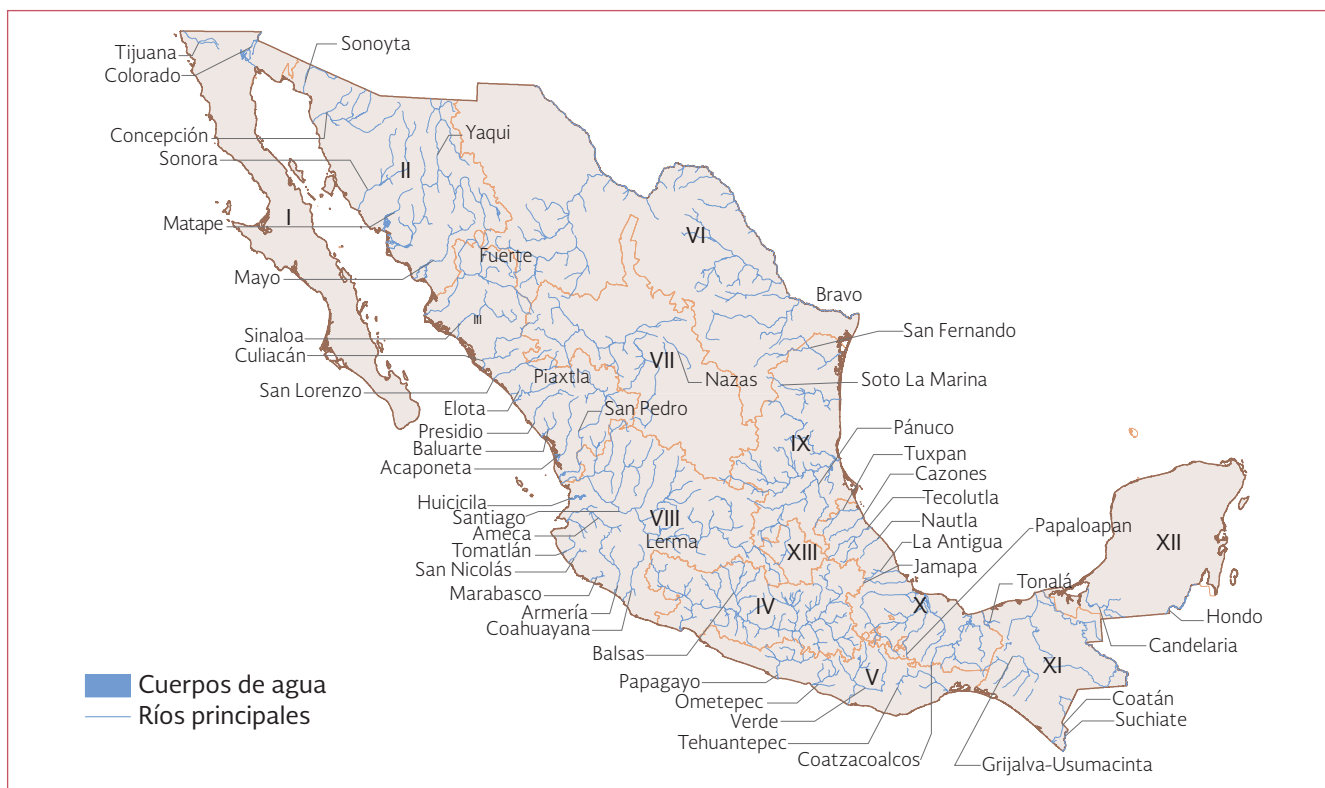 Sonoyta
Tijuana
Colorado
Concepción
Yaqui
Sonora
II
Matape
I
VI
Fuerte
Mayo
Bravo
III
San Fernando
Sinaloa
Culiacán
VII
Piaxtla
Nazas
Soto La Marina
San Lorenzo
Elota
San Pedro
Presidio
Pánuco
Baluarte
IX
Acaponeta
Tuxpan
Cazones
Huicicila
Tecolutla
Santiago
VIII
Nautla
Papaloapan
Ameca
Lerma
La Antigua
XII
Tomatlán
XIII
San Nicolás
Jamapa
Tonalá
Marabasco
Armería
IV
X
Hondo
Coahuayana
Candelaria
Balsas
XI
Papagayo
V
Cuerpos de agua
Ometepec
Coatán
Ríos principales
Verde
Suchiate
Tehuantepec
Coatzacoalcos
Grijalva-Usumacinta